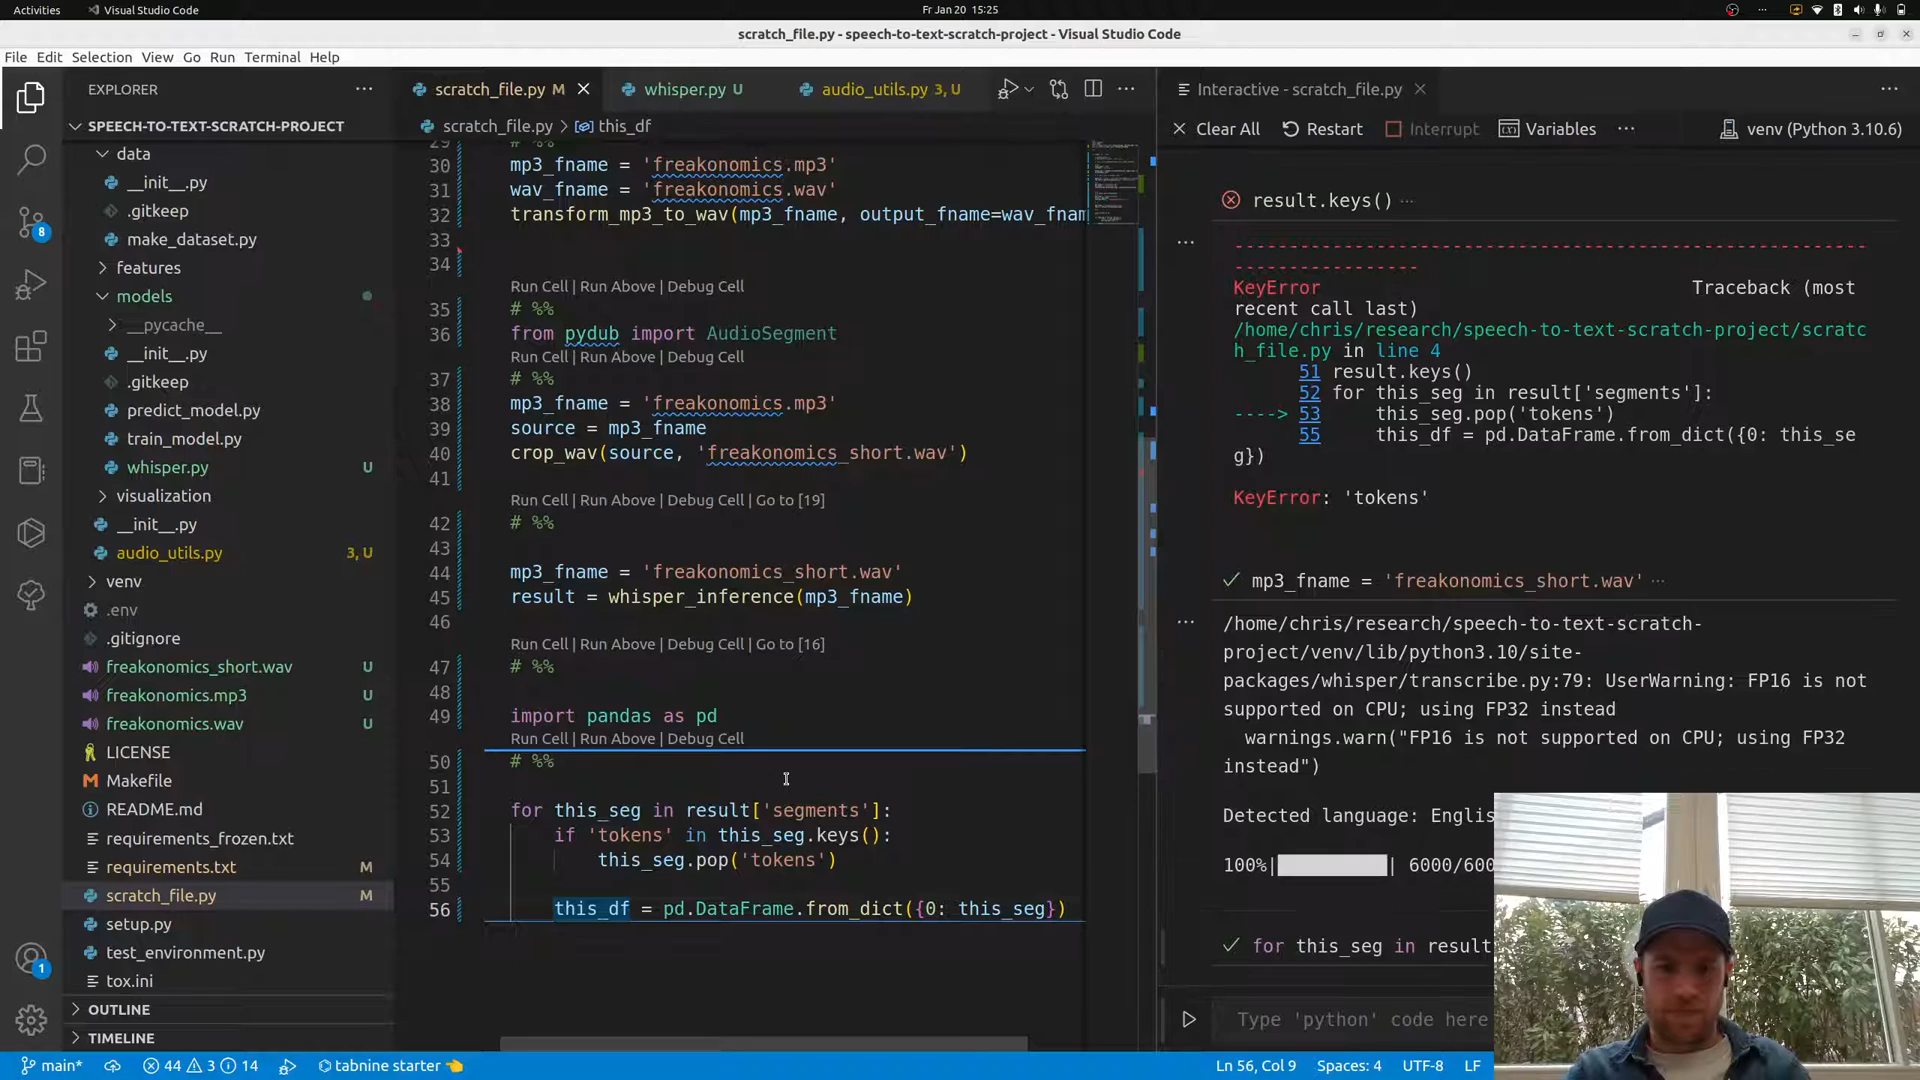 Activities
Visual Studio Code
Fr Jan 20 15:25
scratch_file.py - speech-to-text-scratch-project - Visual Studio Code
File Edit Selection View Go Run Terminal Help
EXPLORER
SPEECH-TO-TEXT-SCRATCH-PROJECT
data
__init__.py
.gitkeep
make_dataset.py
features
models
__pycache__
__init__.py
.gitkeep
predict_model.py
train_model.py
whisper.py U
visualization
__init__.py
audio_utils.py 3, U
venv
.env
.gitignore
freakonomics_short.wav U
freakonomics.mp3 U
freakonomics.wav U
LICENSE
Makefile
README.md
requirements_frozen.txt
requirements.txt M
scratch_file.py M
setup.py
test_environment.py
tox.ini
OUTLINE
TIMELINE
8
1
scratch_file.py M
whisper.py U
audio_utils.py 3, U
scratch_file.py > this_df
29 # %%
30 mp3_fname = 'freakonomics.mp3'
31 wav_fname = 'freakonomics.wav'
32 transform_mp3_to_wav(mp3_fname, output_fname=wav_fnam
33
34
Run Cell | Run Above | Debug Cell
35 # %%
36 from pydub import AudioSegment
Run Cell | Run Above | Debug Cell
37 # %%
38 mp3_fname = 'freakonomics.mp3'
39 source = mp3_fname
40 crop_wav(source, 'freakonomics_short.wav')
41
Run Cell | Run Above | Debug Cell | Go to [19]
42 # %%
43
44 mp3_fname = 'freakonomics_short.wav'
45 result = whisper_inference(mp3_fname)
46
Run Cell | Run Above | Debug Cell | Go to [16]
47 # %%
48
49 import pandas as pd
Run Cell | Run Above | Debug Cell
50 # %%
51
52 for this_seg in result['segments']:
53 if 'tokens' in this_seg.keys():
54 this_seg.pop('tokens')
55
56 this_df = pd.DataFrame.from_dict({0: this_seg})
Interactive - scratch_file.py
Clear All Restart Interrupt Variables ··· venv (Python 3.10.6)
result.keys() ···
--------------------------------------------------------------------------
KeyError Traceback (most
recent call last)
/home/chris/research/speech-to-text-scratch-project/scratc
h_file.py in line 4
51 result.keys()
52 for this_seg in result['segments']:
----> 53 this_seg.pop('tokens')
55 this_df = pd.DataFrame.from_dict({0: this_se
g})
KeyError: 'tokens'
mp3_fname = 'freakonomics_short.wav' ···
/home/chris/research/speech-to-text-scratch-
project/venv/lib/python3.10/site-
packages/whisper/transcribe.py:79: UserWarning: FP16 is not
supported on CPU; using FP32 instead
warnings.warn("FP16 is not supported on CPU; using FP32
instead")
Detected language: Englis
100%| | 6000/600
for this_seg in result
Type 'python' code here
main* 44 3 14 tabnine starter
Ln 56, Col 9 Spaces: 4 UTF-8 LF